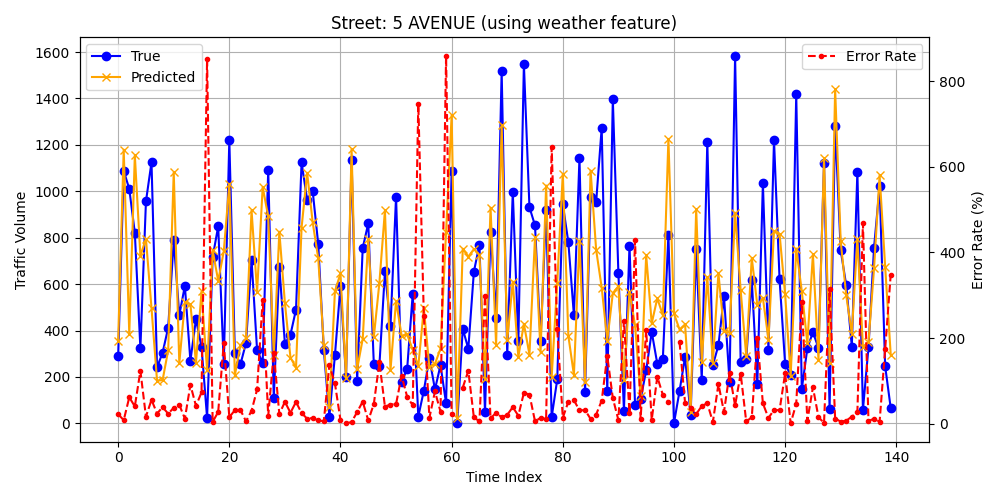 Street: 5 AVENUE (using weather feature)
True
Predicted
Error Rate
1600
1400
1200
1000
800
600
400
200
0
Traffic Volume
800
600
400
200
0
Error Rate (%)
0 20 40 60 80 100 120 140
Time Index